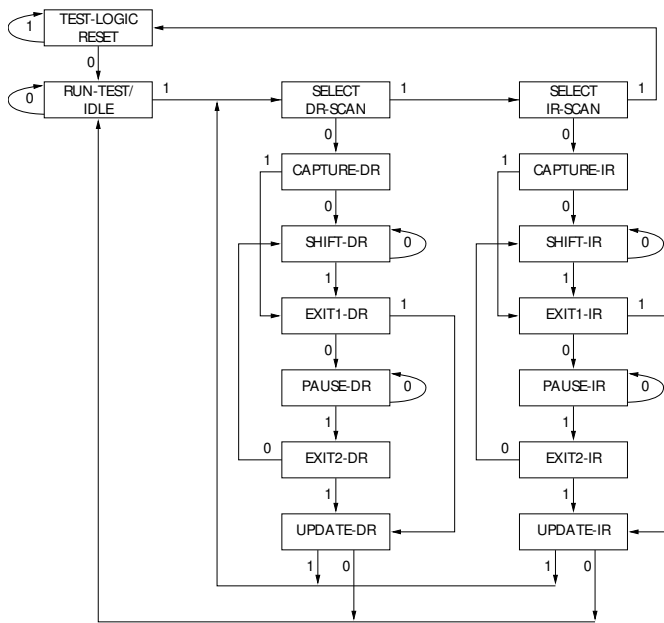 TEST-LOGIC
RESET
1
0
RUN-TEST/
IDLE
0
1
SELECT
DR-SCAN
1
SELECT
IR-SCAN
1
0
0
1
CAPTURE-DR
1
CAPTURE-IR
0
0
SHIFT-DR
0
SHIFT-IR
0
1
1
EXIT1-DR
1
EXIT1-IR
1
0
0
PAUSE-DR
0
PAUSE-IR
0
1
1
0
EXIT2-DR
0
EXIT2-IR
1
1
UPDATE-DR
UPDATE-IR
1
0
1
0